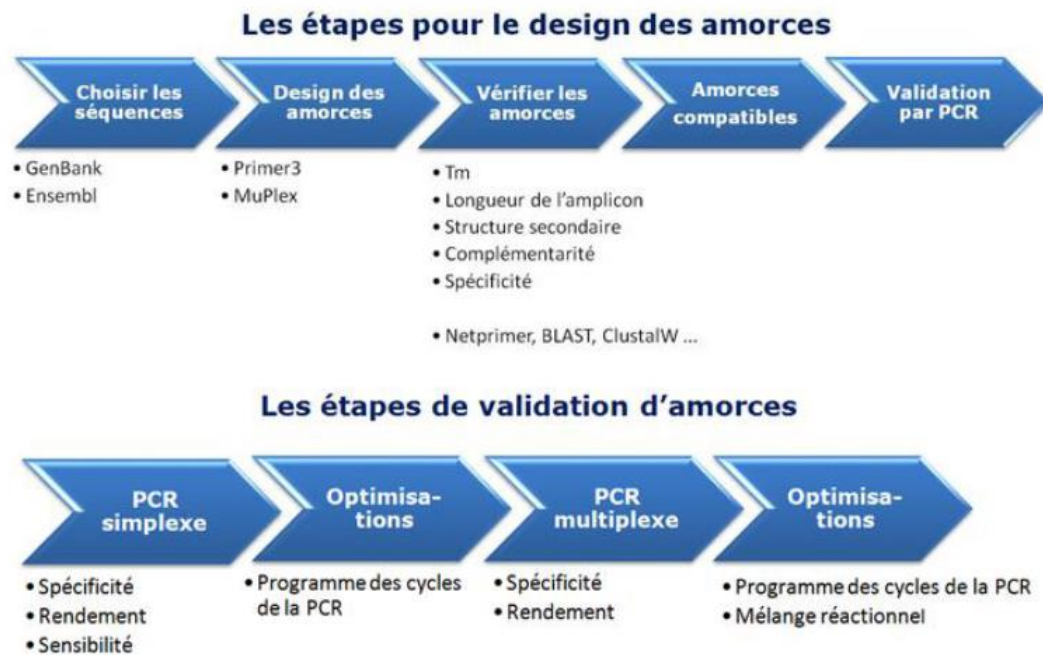 Les étapes pour le design des amorces
Choisir les
séquences
• GenBank
• Ensembl
Design des
amorces
• Primer3
• MuPlex
Vérifier les
amorces
• Tm
• Longueur de l'amplicon
• Structure secondaire
• Complémentarité
• Spécificité
• Netprimer, BLAST, ClustalW ...
Amorces
compatibles
Validation
par PCR
Les étapes de validation d'amorces
PCR
simplexe
• Spécificité
• Rendement
• Sensibilité
Optimisa-
tions
• Programme des cycles
de la PCR
PCR
multiplexe
• Spécificité
• Rendement
Optimisa-
tions
• Programme des cycles de la PCR
• Mélange réactionnel